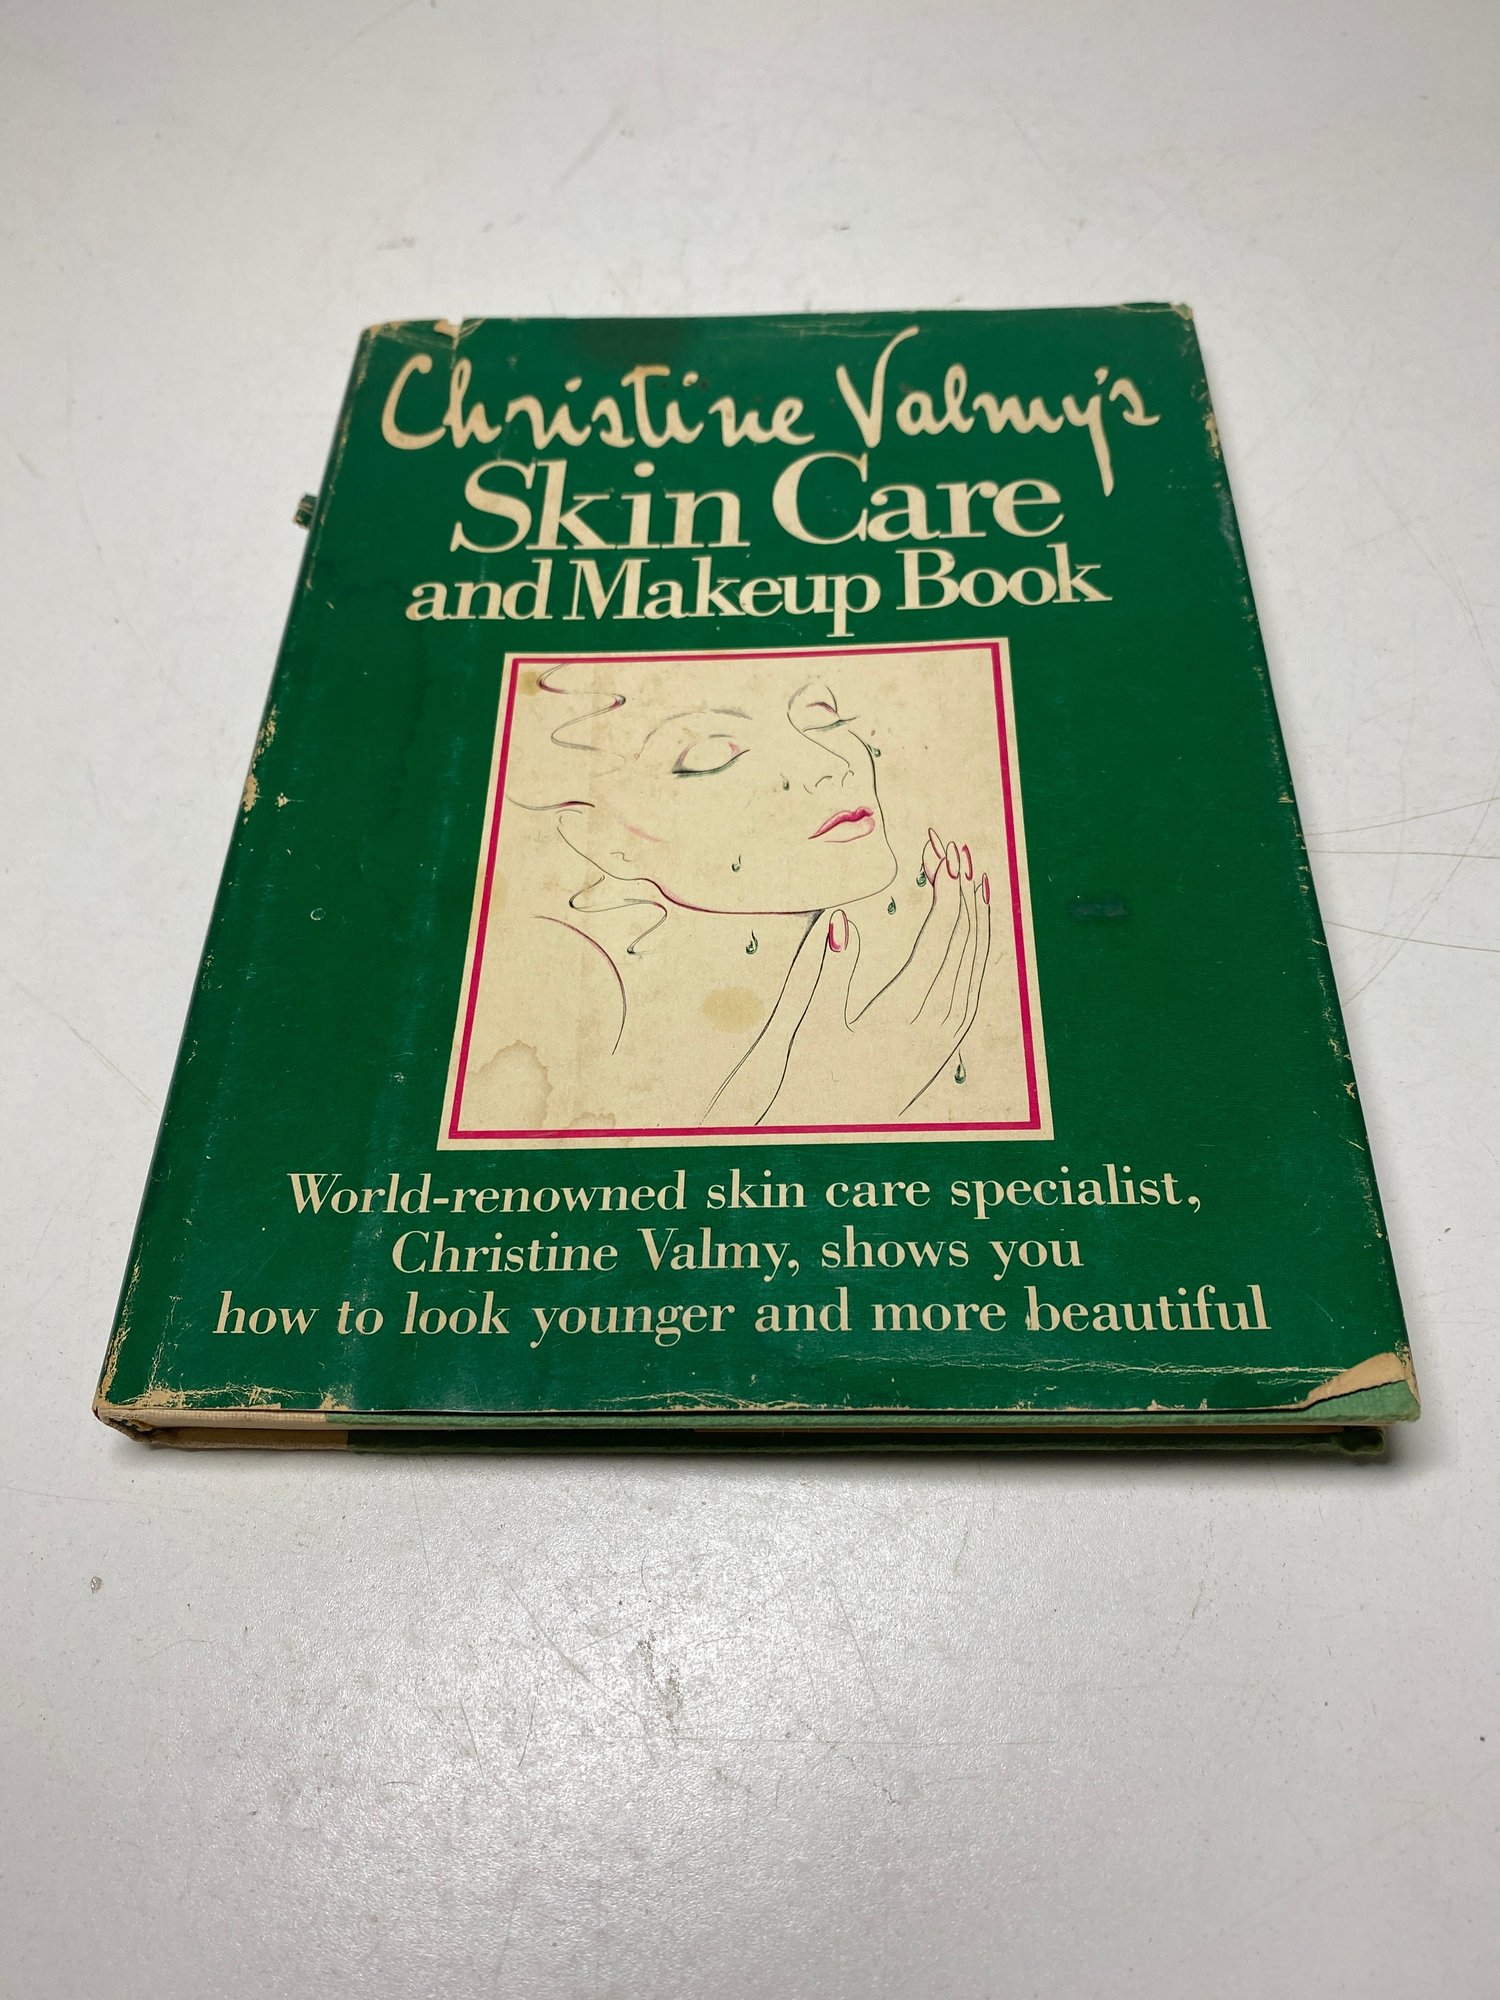 Christine Valmy's
Skin Care
and Makeup Book
World-renowned skin care specialist,
Christine Valmy, shows you
how to look younger and more beautiful